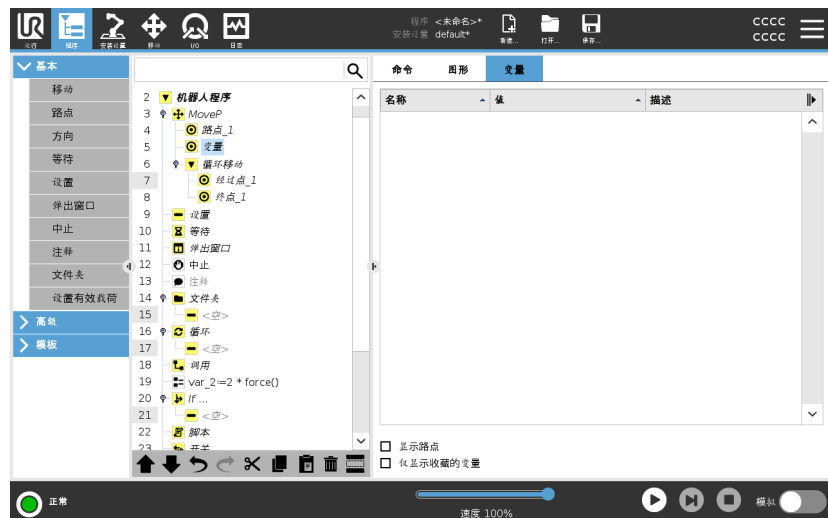 UR
运行
程序
安装设置
移动
I/O
日志
程序 <未命名>*
安装设置 default*
新建...
打开...
保存...
CCCC
CCCC
基本
移动
路点
方向
等待
设置
弹出窗口
中止
注释
文件夹
设置有效载荷
高级
模板
2 机器人程序
3 MoveP
4 路点_1
5 变量
6 循环移动
7 经过点_1
8 终点_1
9 设置
10 等待
11 弹出窗口
12 中止
13 注释
14 文件夹
15 <空>
16 循环
17 <空>
18 调用
19 var_2:=2 * force()
20 If ...
21 <空>
22 脚本
23 开关
命令 图形 变量
名称 值 描述
显示路点
仅显示收藏的变量
正常
速度 100%
模拟